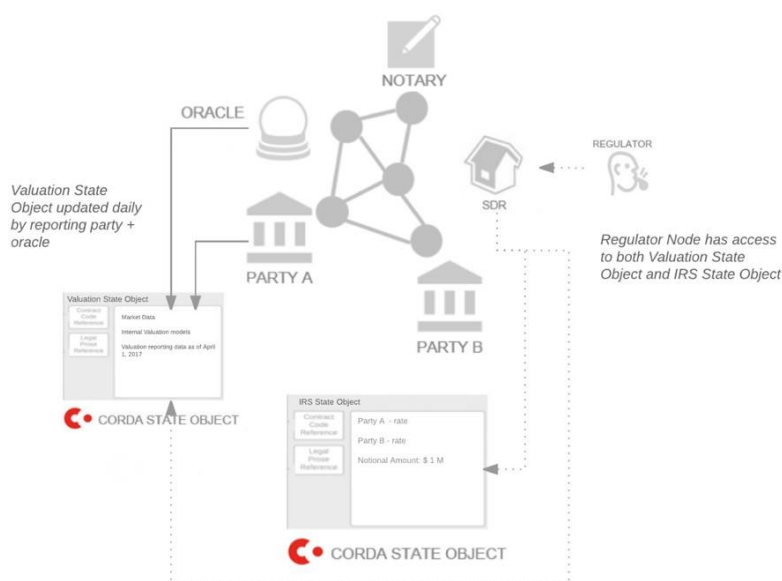 NOTARY
ORACLE
REGULATOR
SDR
Valuation State
Object updated daily
by reporting party +
oracle
Regulator Node has access
to both Valuation State
Object and IRS State Object
PARTY A
PARTY B
Valuation State Object
Contract
Code
Reference
Legal
Prose
Reference
Market Data
Internal Valuation models
Valuation reporting data as of April
1, 2017
CORDA STATE OBJECT
IRS State Object
Contract
Code
Reference
Legal
Prose
Reference
Party A - rate
Party B - rate
Notional Amount: $ 1 M
CORDA STATE OBJECT